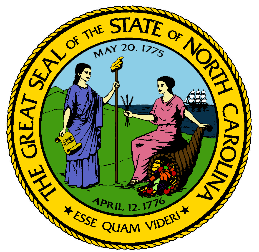 THE GREAT SEAL OF THE STATE OF NORTH CAROLINA
MAY 20, 1775
APRIL 12, 1776
★ ESSE QUAM VIDERI ★